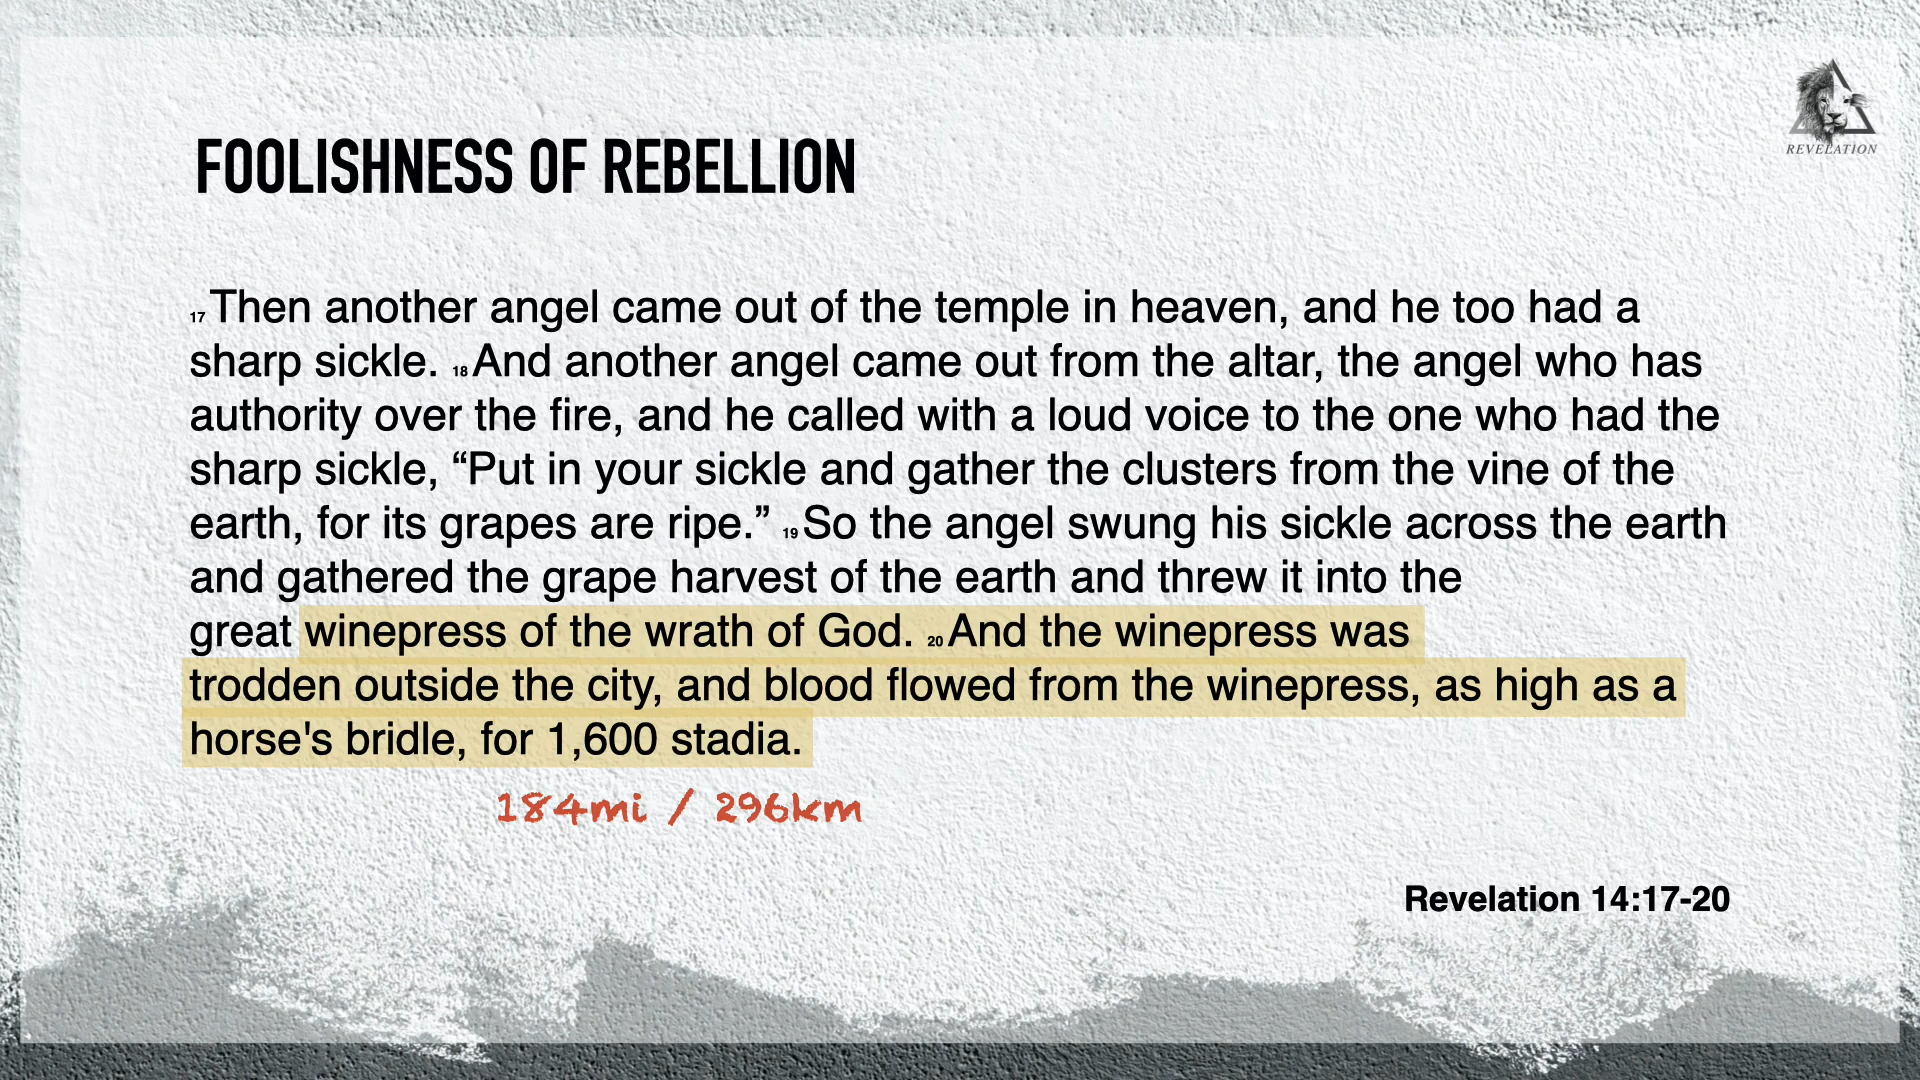 REVELATION
FOOLISHNESS OF REBELLION
17 Then another angel came out of the temple in heaven, and he too had a
sharp sickle. 18 And another angel came out from the altar, the angel who has
authority over the fire, and he called with a loud voice to the one who had the
sharp sickle, “Put in your sickle and gather the clusters from the vine of the
earth, for its grapes are ripe.” 19 So the angel swung his sickle across the earth
and gathered the grape harvest of the earth and threw it into the
great winepress of the wrath of God. 20 And the winepress was
trodden outside the city, and blood flowed from the winepress, as high as a
horse's bridle, for 1,600 stadia.
184mi / 296km
Revelation 14:17-20